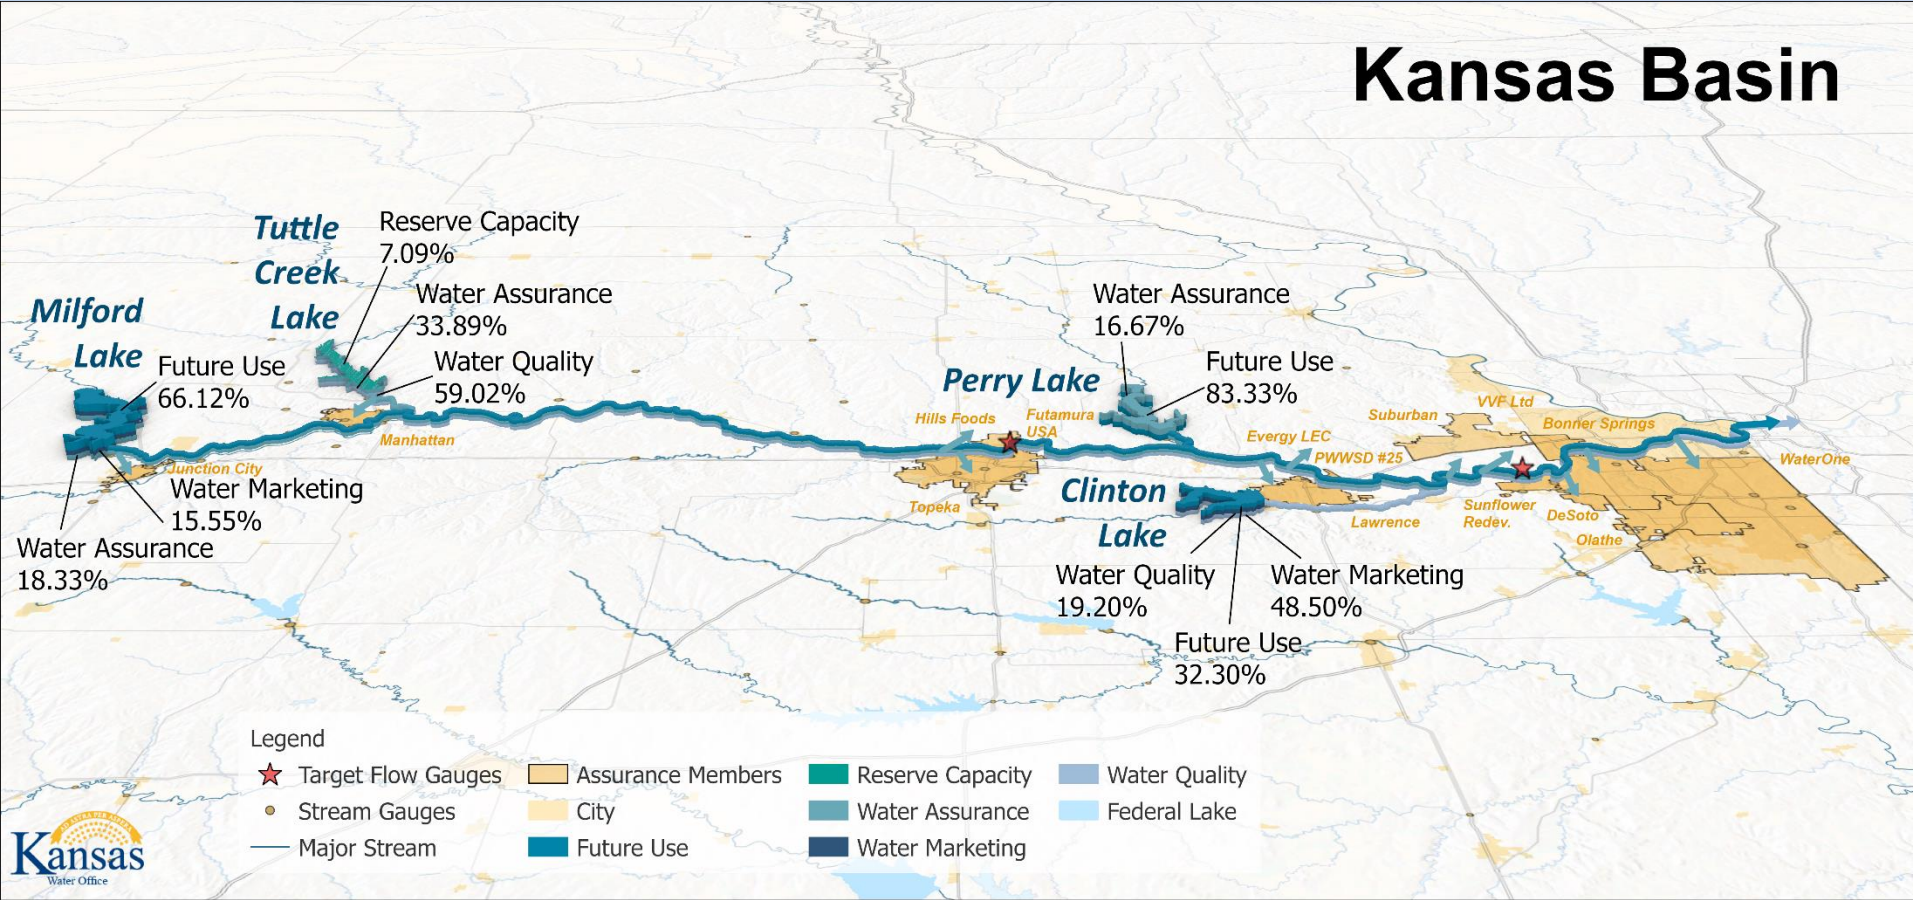 Kansas Basin
Tuttle
Creek
Lake
Reserve Capacity
7.09%
Water Assurance
33.89%
Water Quality
59.02%
Milford
Lake
Future Use
66.12%
Water Marketing
15.55%
Water Assurance
18.33%
Junction City
Manhattan
Perry Lake
Water Assurance
16.67%
Future Use
83.33%
Hills Foods
Futamura
USA
Topeka
Clinton
Lake
Water Quality
19.20%
Water Marketing
48.50%
Future Use
32.30%
Evergy LEC
PWWSD #25
Lawrence
Suburban
VVF Ltd
Bonner Springs
WaterOne
Sunflower
Redev.
DeSoto
Olathe
Legend
Target Flow Gauges
Stream Gauges
Major Stream
Assurance Members
City
Future Use
Reserve Capacity
Water Assurance
Water Marketing
Water Quality
Federal Lake
AD ASTRA PER ASPERA
Kansas
Water Office